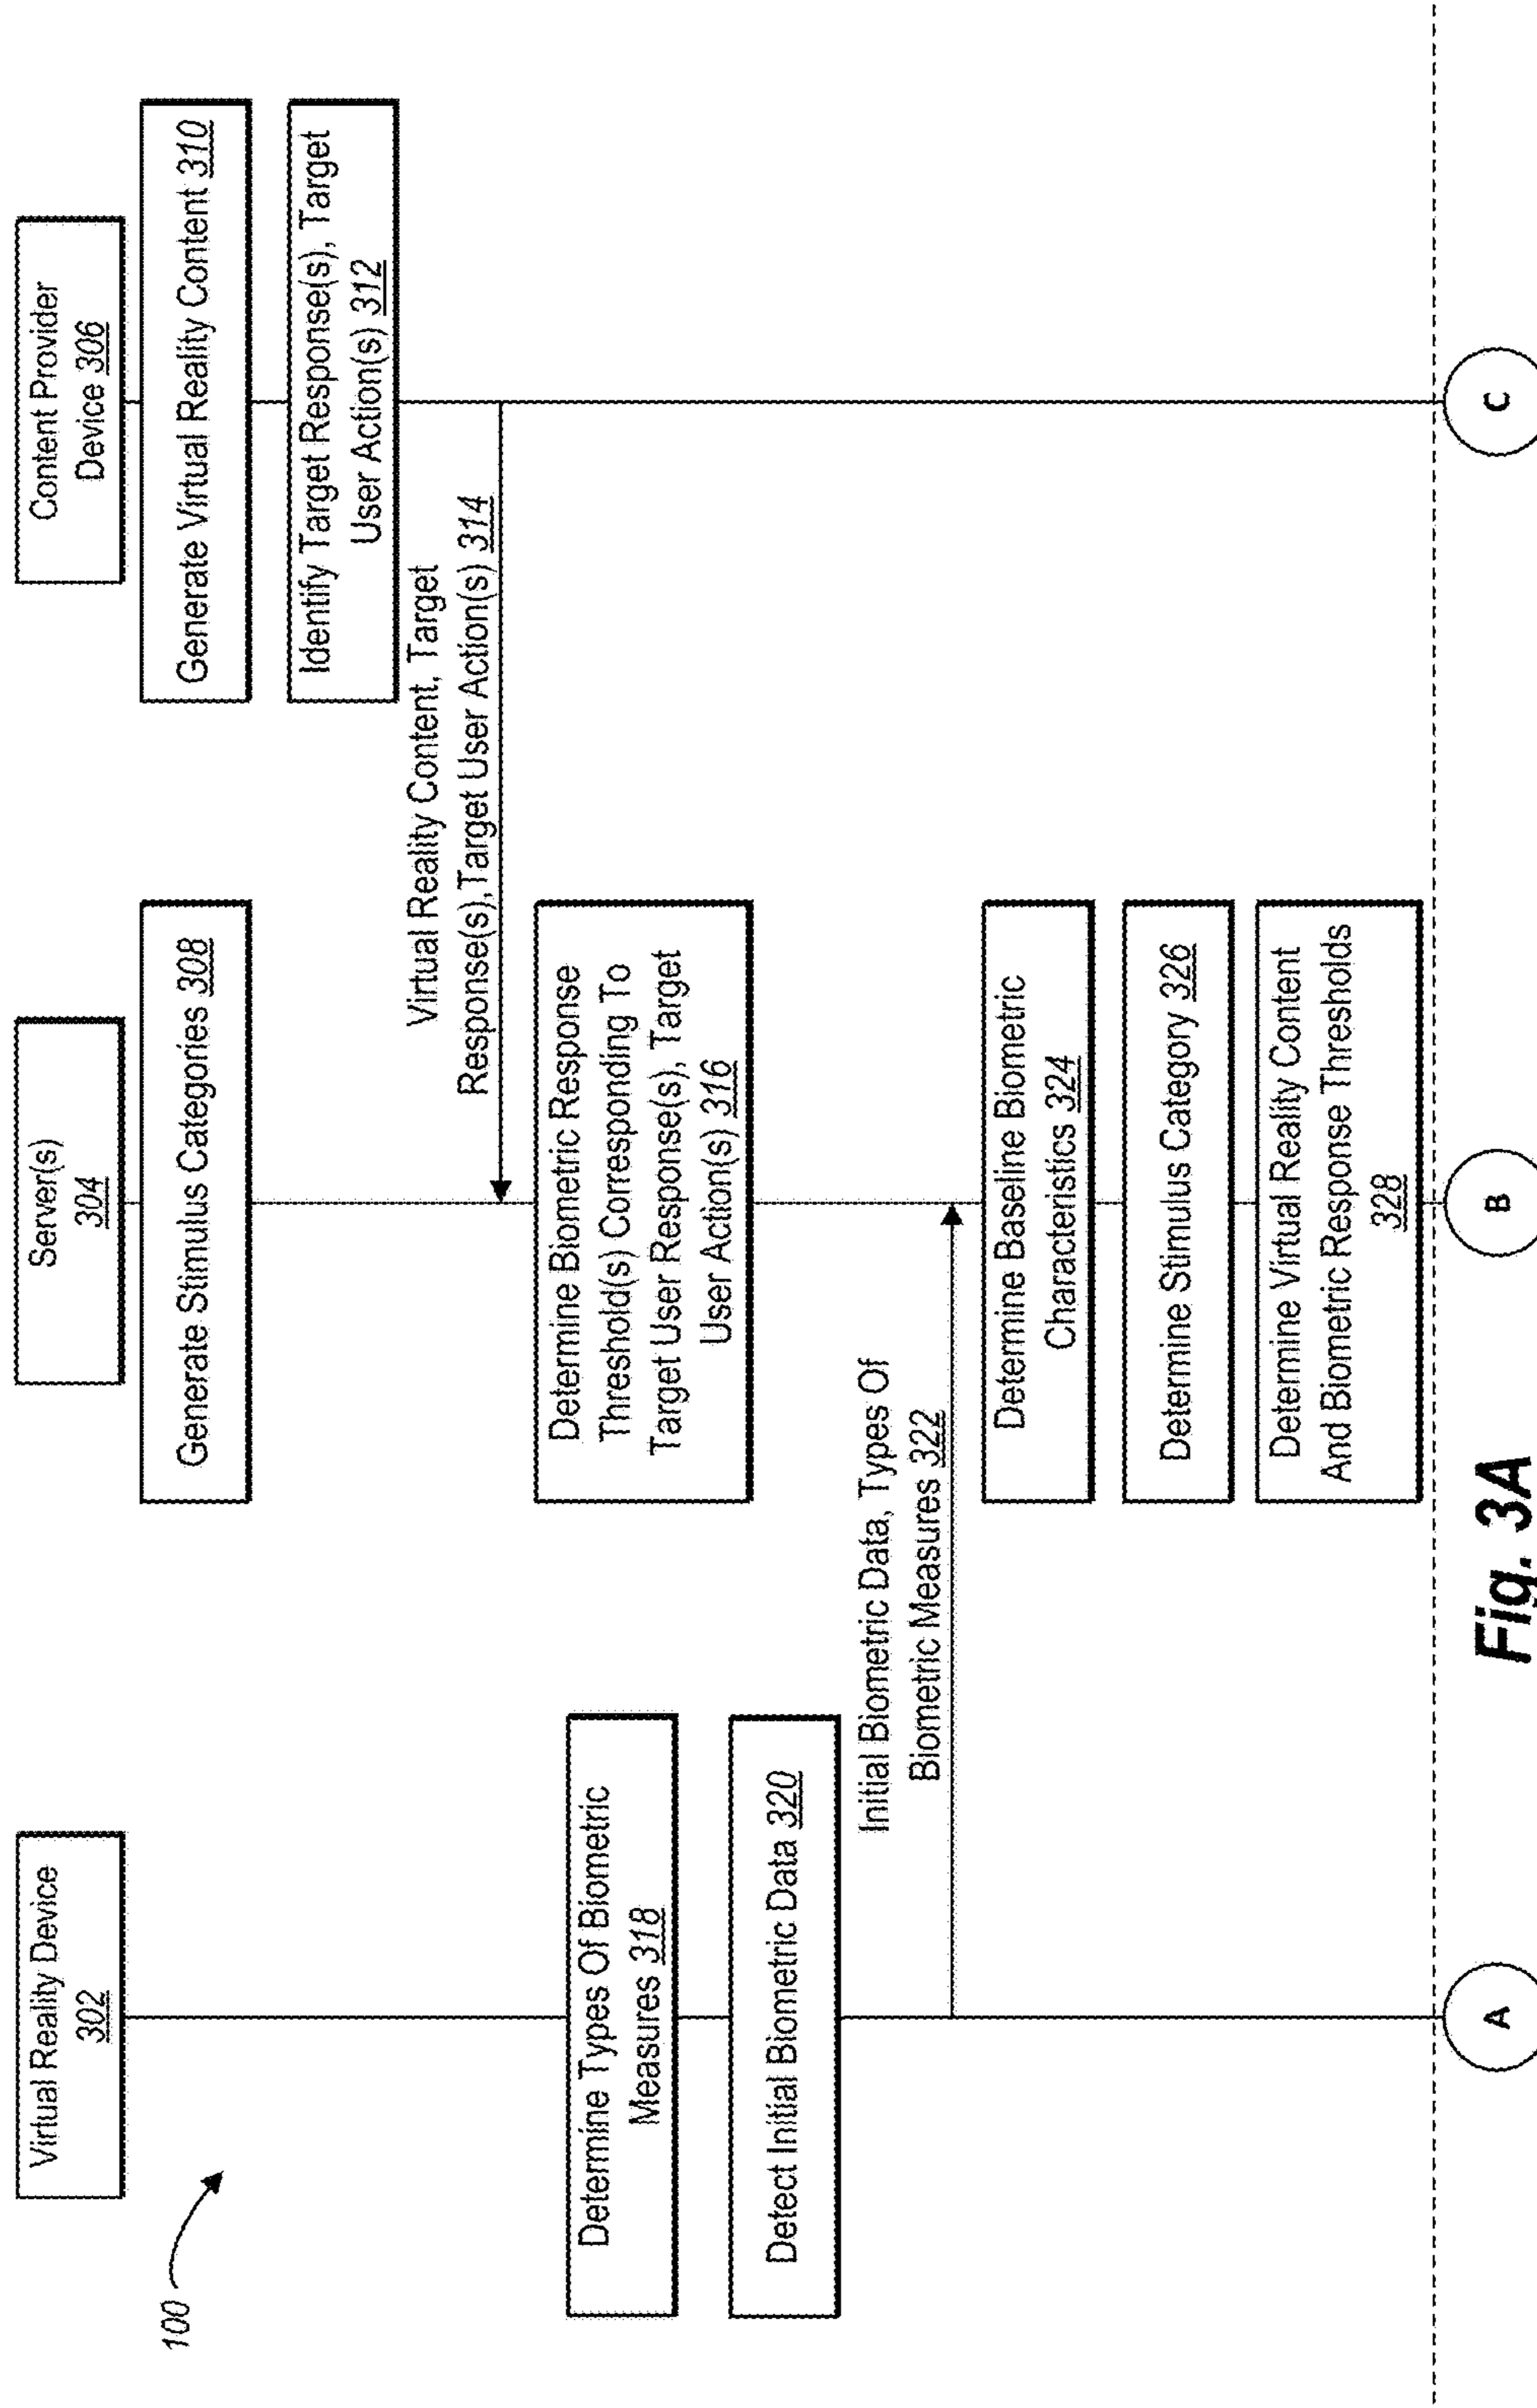 Virtual Reality Device
302
Server(s)
304
Content Provider
Device 306
100
Generate Stimulus Categories 308
Generate Virtual Reality Content 310
Identify Target Response(s), Target
User Action(s) 312
Virtual Reality Content, Target
Response(s),Target User Action(s) 314
Determine Biometric Response
Threshold(s) Corresponding To
Target User Response(s), Target
User Action(s) 316
Determine Types Of Biometric
Measures 318
Detect Initial Biometric Data 320
Initial Biometric Data, Types Of
Biometric Measures 322
Determine Baseline Biometric
Characteristics 324
Determine Stimulus Category 326
Determine Virtual Reality Content
And Biometric Response Thresholds
328
A
B
C
Fig. 3A